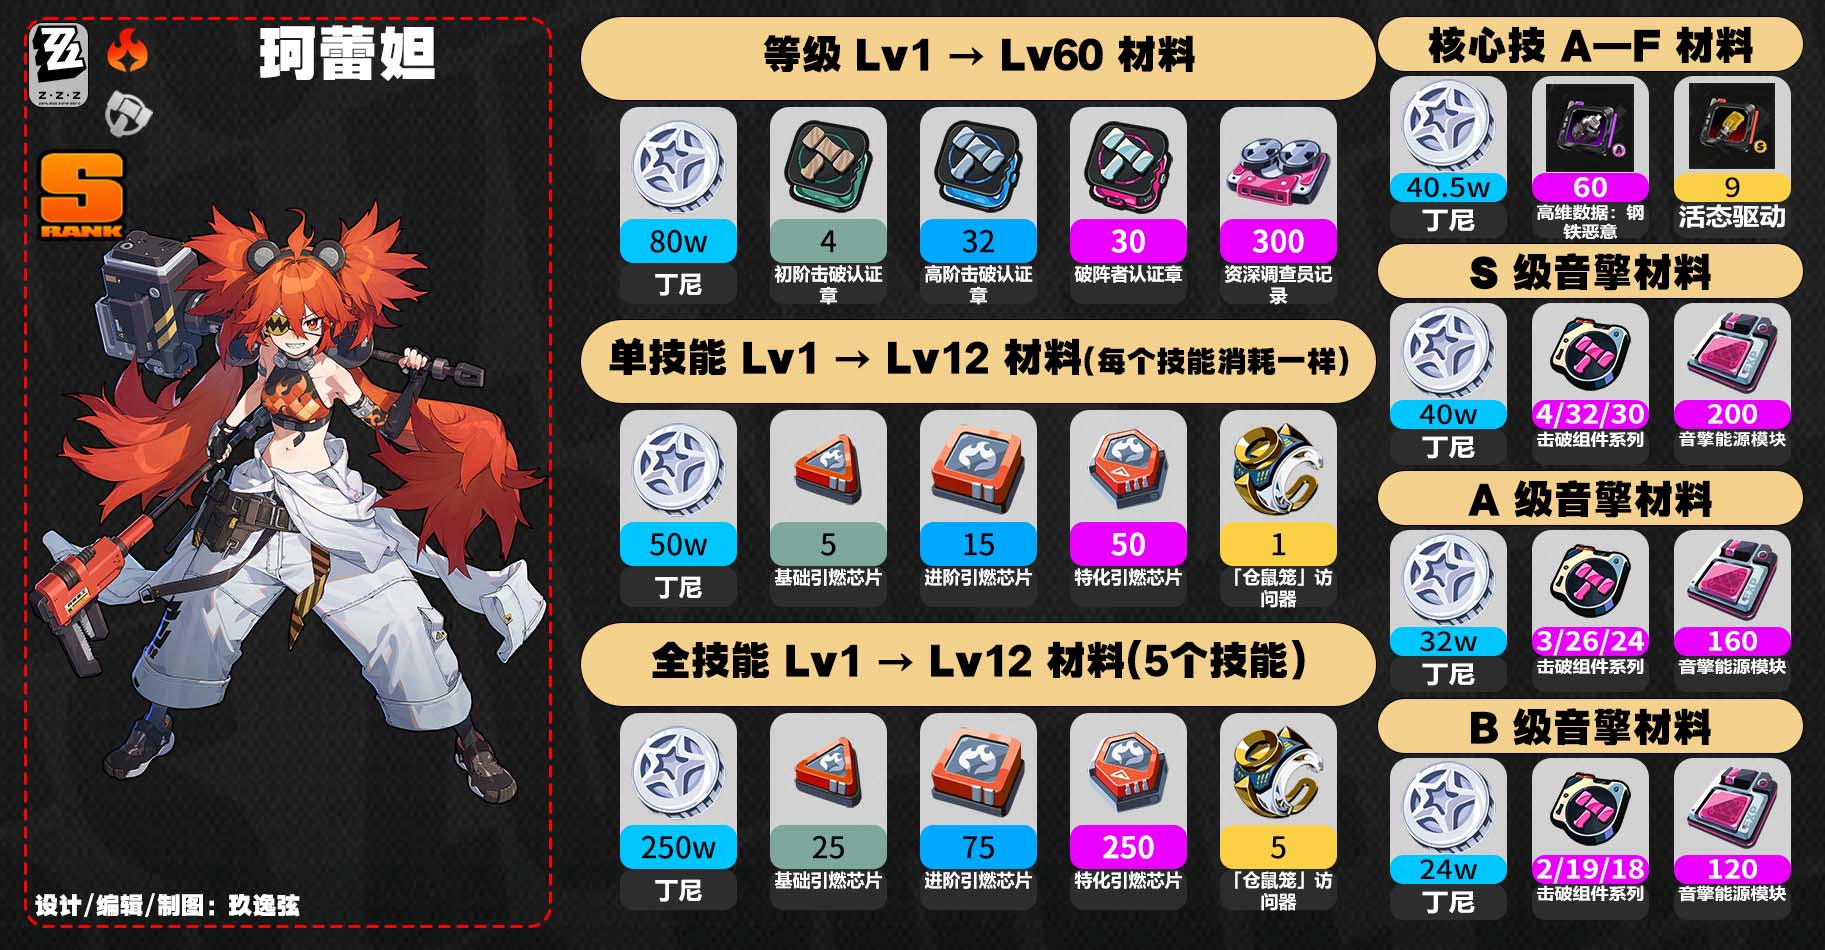 Z·Z·Z
珂蕾妲
S
RANK
设计/编辑/制图：玖逸弦
等级 Lv1 → Lv60 材料
80w
丁尼
4
初阶击破认证
章
32
高阶击破认证
章
30
破阵者认证章
300
资深调查员记
录
单技能 Lv1 → Lv12 材料(每个技能消耗一样)
50w
丁尼
5
基础引燃芯片
15
进阶引燃芯片
50
特化引燃芯片
1
「仓鼠笼」访
问器
全技能 Lv1 → Lv12 材料(5个技能)
250w
丁尼
25
基础引燃芯片
75
进阶引燃芯片
250
特化引燃芯片
5
「仓鼠笼」访
问器
核心技 A—F 材料
40.5w
丁尼
60
高维数据：钢
铁恶意
9
活态驱动
S 级音擎材料
40w
丁尼
4/32/30
击破组件系列
200
音擎能源模块
A 级音擎材料
32w
丁尼
3/26/24
击破组件系列
160
音擎能源模块
B 级音擎材料
24w
丁尼
2/19/18
击破组件系列
120
音擎能源模块